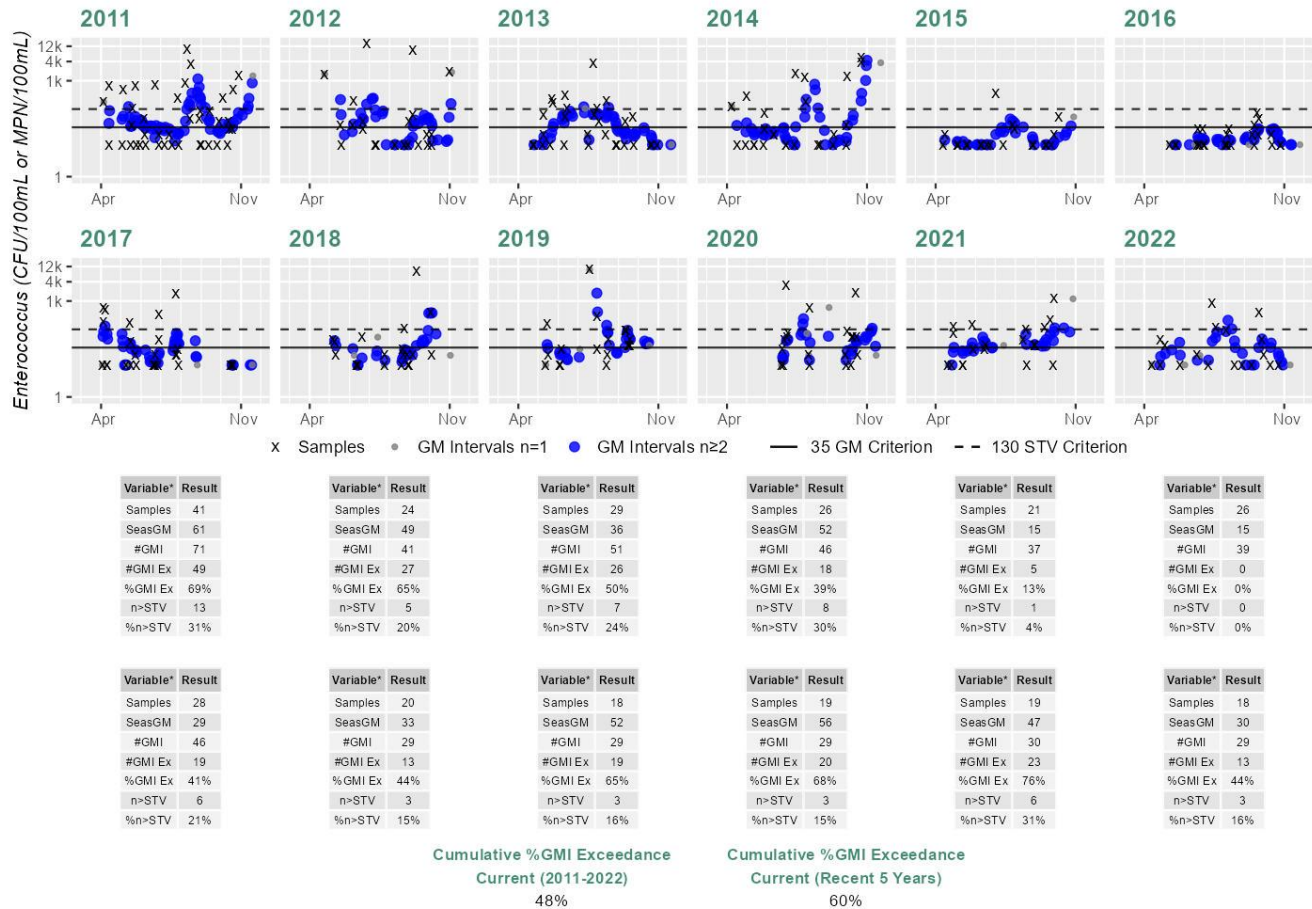 2011 2012 2013 2014 2015 2016
Enterococcus (CFU/100mL or MPN/100mL)
12k
4k
1k
1
Apr Nov Apr Nov Apr Nov Apr Nov Apr Nov Apr Nov
2017 2018 2019 2020 2021 2022
12k
4k
1k
1
Apr Nov Apr Nov Apr Nov Apr Nov Apr Nov Apr Nov
x Samples GM Intervals n=1 GM Intervals n≥2 35 GM Criterion 130 STV Criterion
Variable* Result Variable* Result Variable* Result Variable* Result Variable* Result Variable* Result
Samples 41 Samples 24 Samples 29 Samples 26 Samples 21 Samples 26
SeasGM 61 SeasGM 49 SeasGM 36 SeasGM 52 SeasGM 15 SeasGM 15
#GMI 71 #GMI 41 #GMI 51 #GMI 46 #GMI 37 #GMI 39
#GMI Ex 49 #GMI Ex 27 #GMI Ex 26 #GMI Ex 18 #GMI Ex 5 #GMI Ex 0
%GMI Ex 69% %GMI Ex 65% %GMI Ex 50% %GMI Ex 39% %GMI Ex 13% %GMI Ex 0%
n>STV 13 n>STV 5 n>STV 7 n>STV 8 n>STV 1 n>STV 0
%n>STV 31% %n>STV 20% %n>STV 24% %n>STV 30% %n>STV 4% %n>STV 0%
Variable* Result Variable* Result Variable* Result Variable* Result Variable* Result Variable* Result
Samples 28 Samples 20 Samples 18 Samples 19 Samples 19 Samples 18
SeasGM 29 SeasGM 33 SeasGM 52 SeasGM 56 SeasGM 47 SeasGM 30
#GMI 46 #GMI 29 #GMI 29 #GMI 29 #GMI 30 #GMI 29
#GMI Ex 19 #GMI Ex 13 #GMI Ex 19 #GMI Ex 20 #GMI Ex 23 #GMI Ex 13
%GMI Ex 41% %GMI Ex 44% %GMI Ex 65% %GMI Ex 68% %GMI Ex 76% %GMI Ex 44%
n>STV 6 n>STV 3 n>STV 3 n>STV 3 n>STV 6 n>STV 3
%n>STV 21% %n>STV 15% %n>STV 16% %n>STV 15% %n>STV 31% %n>STV 16%
Cumulative %GMI Exceedance Cumulative %GMI Exceedance
Current (2011-2022) Current (Recent 5 Years)
48% 60%